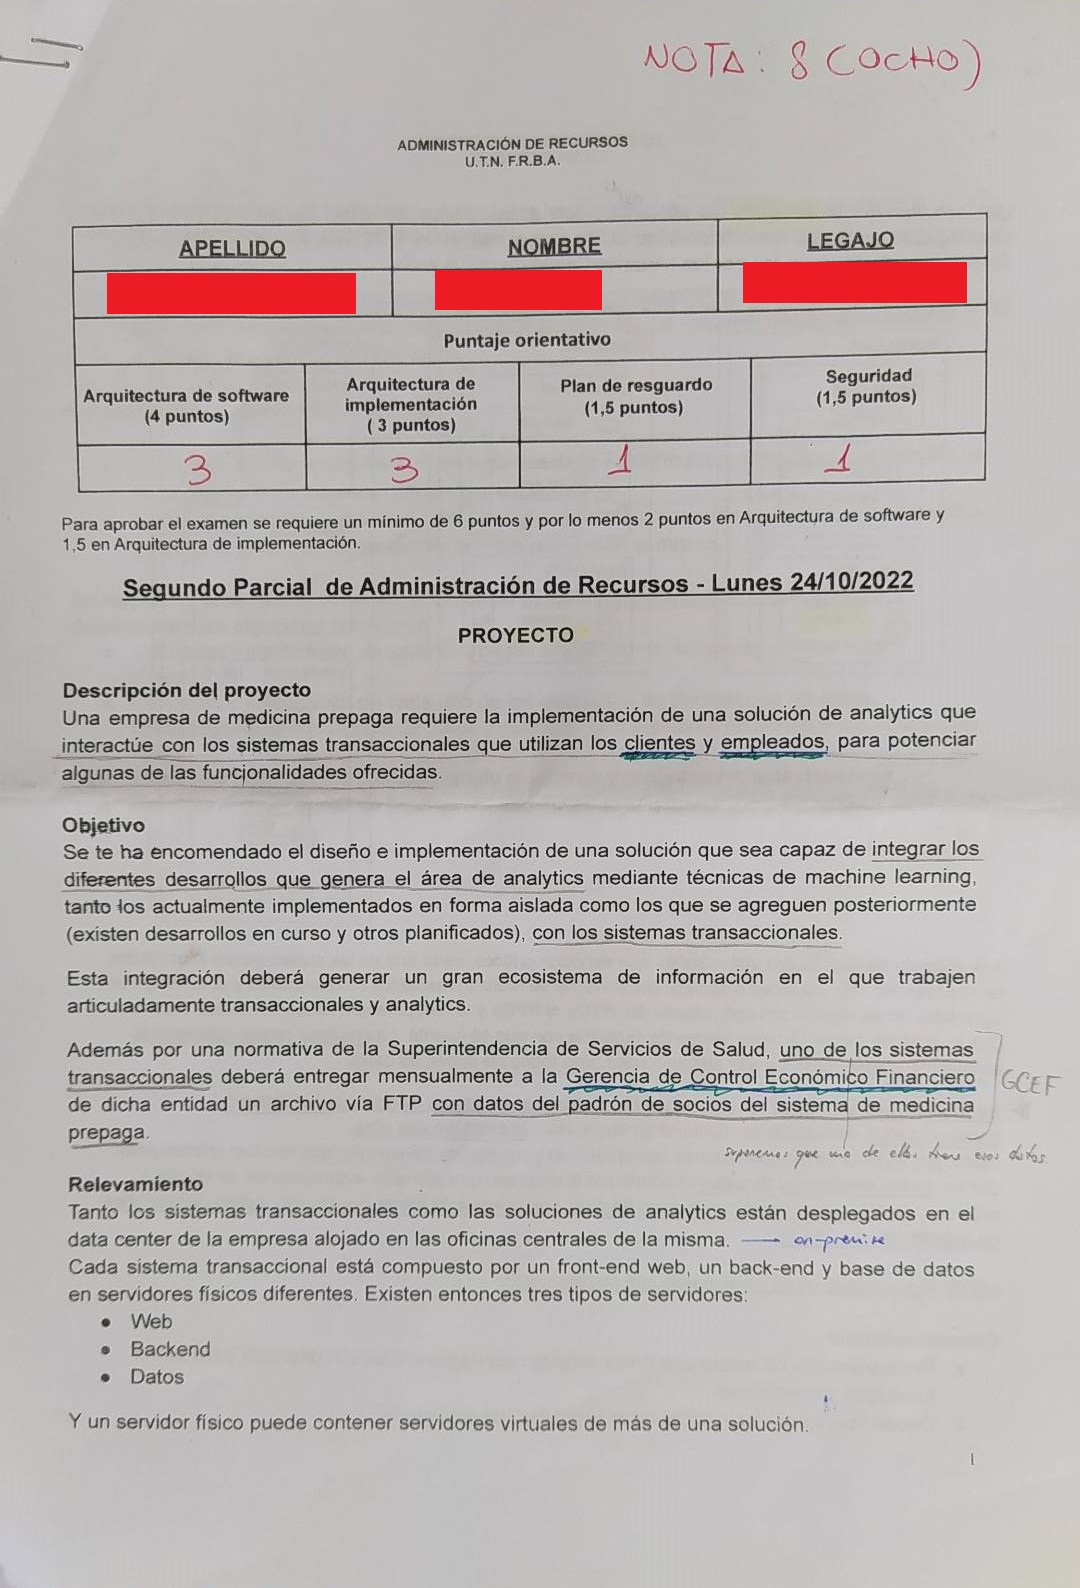 NOTA: 8 (OCHO)
ADMINISTRACIÓN DE RECURSOS
U.T.N. F.R.B.A.
APELLIDO NOMBRE LEGAJO
Puntaje orientativo
Arquitectura de software
(4 puntos)
Arquitectura de
implementación
( 3 puntos)
Plan de resguardo
(1,5 puntos)
Seguridad
(1,5 puntos)
3 3 1 1
Para aprobar el examen se requiere un mínimo de 6 puntos y por lo menos 2 puntos en Arquitectura de software y
1,5 en Arquitectura de implementación.
Segundo Parcial de Administración de Recursos - Lunes 24/10/2022
PROYECTO
Descripción del proyecto
Una empresa de medicina prepaga requiere la implementación de una solución de analytics que
interactúe con los sistemas transaccionales que utilizan los clientes y empleados, para potenciar
algunas de las funcionalidades ofrecidas.
Objetivo
Se te ha encomendado el diseño e implementación de una solución que sea capaz de integrar los
diferentes desarrollos que genera el área de analytics mediante técnicas de machine learning,
tanto los actualmente implementados en forma aislada como los que se agreguen posteriormente
(existen desarrollos en curso y otros planificados), con los sistemas transaccionales.
Esta integración deberá generar un gran ecosistema de información en el que trabajen
articuladamente transaccionales y analytics.
Además por una normativa de la Superintendencia de Servicios de Salud, uno de los sistemas
transaccionales deberá entregar mensualmente a la Gerencia de Control Económico Financiero
GCEF
de dicha entidad un archivo vía FTP con datos del padrón de socios del sistema de medicina
prepaga.
suponemos que uno de ellos tiene esos datos
Relevamiento
Tanto los sistemas transaccionales como las soluciones de analytics están desplegados en el
data center de la empresa alojado en las oficinas centrales de la misma. → on-premise
Cada sistema transaccional está compuesto por un front-end web, un back-end y base de datos
en servidores físicos diferentes. Existen entonces tres tipos de servidores:
• Web
• Backend
• Datos
Y un servidor físico puede contener servidores virtuales de más de una solución.
1